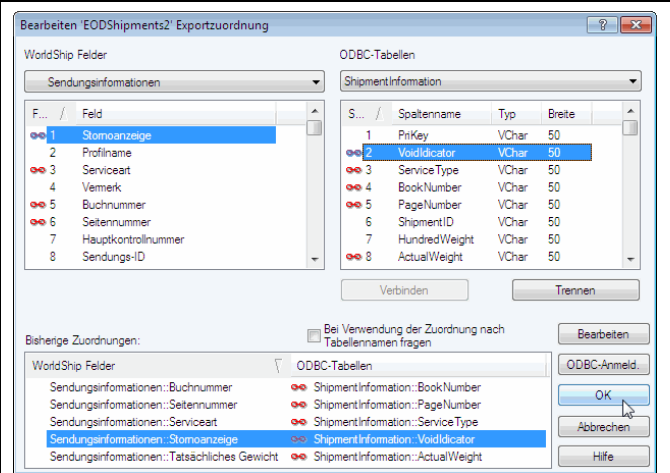 Bearbeiten 'EODShipments2' Exportzuordnung
WorldShip Felder
Sendungsinformationen
F... / Feld
1 Stornoanzeige
2 Profilname
3 Serviceart
4 Vermerk
5 Buchnummer
6 Seitennummer
7 Hauptkontrollnummer
8 Sendungs-ID
ODBC-Tabellen
ShipmentInformation
S... / Spaltenname Typ Breite
1 PriKey VChar 50
2 VoidIdicator VChar 50
3 ServiceType VChar 50
4 BookNumber VChar 50
5 PageNumber VChar 50
6 ShipmentID VChar 50
7 HundredWeight VChar 50
8 ActualWeight VChar 50
Verbinden
Trennen
Bei Verwendung der Zuordnung nach
Tabellennamen fragen
Bisherige Zuordnungen:
WorldShip Felder ODBC-Tabellen
Sendungsinformationen::Buchnummer ShipmentInformation::BookNumber
Sendungsinformationen::Seitennummer ShipmentInformation::PageNumber
Sendungsinformationen::Serviceart ShipmentInformation::ServiceType
Sendungsinformationen::Stornoanzeige ShipmentInformation::VoidIdicator
Sendungsinformationen::Tatsächliches Gewicht ShipmentInformation::ActualWeight
Bearbeiten
ODBC-Anmeld.
OK
Abbrechen
Hilfe